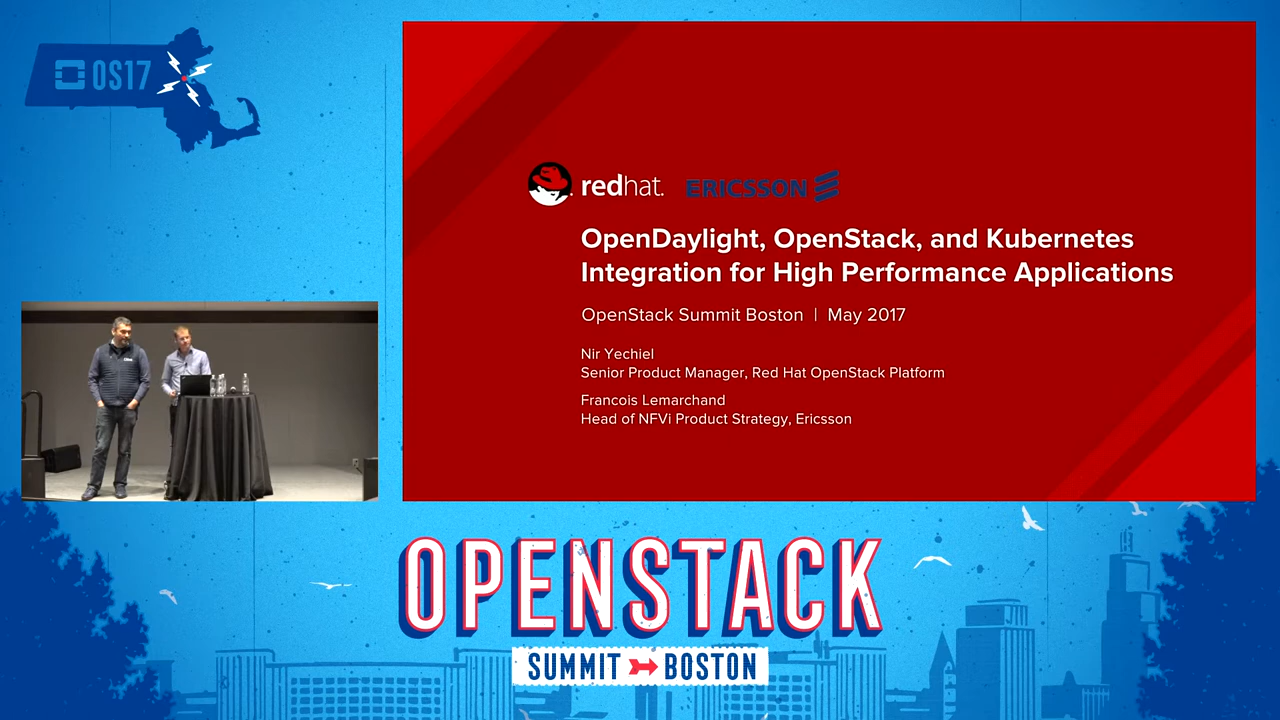 OS17
redhat.
ERICSSON
OpenDaylight, OpenStack, and Kubernetes
Integration for High Performance Applications
OpenStack Summit Boston | May 2017
Nir Yechiel
Senior Product Manager, Red Hat OpenStack Platform
Francois Lemarchand
Head of NFVi Product Strategy, Ericsson
OPENSTACK
SUMMIT BOSTON